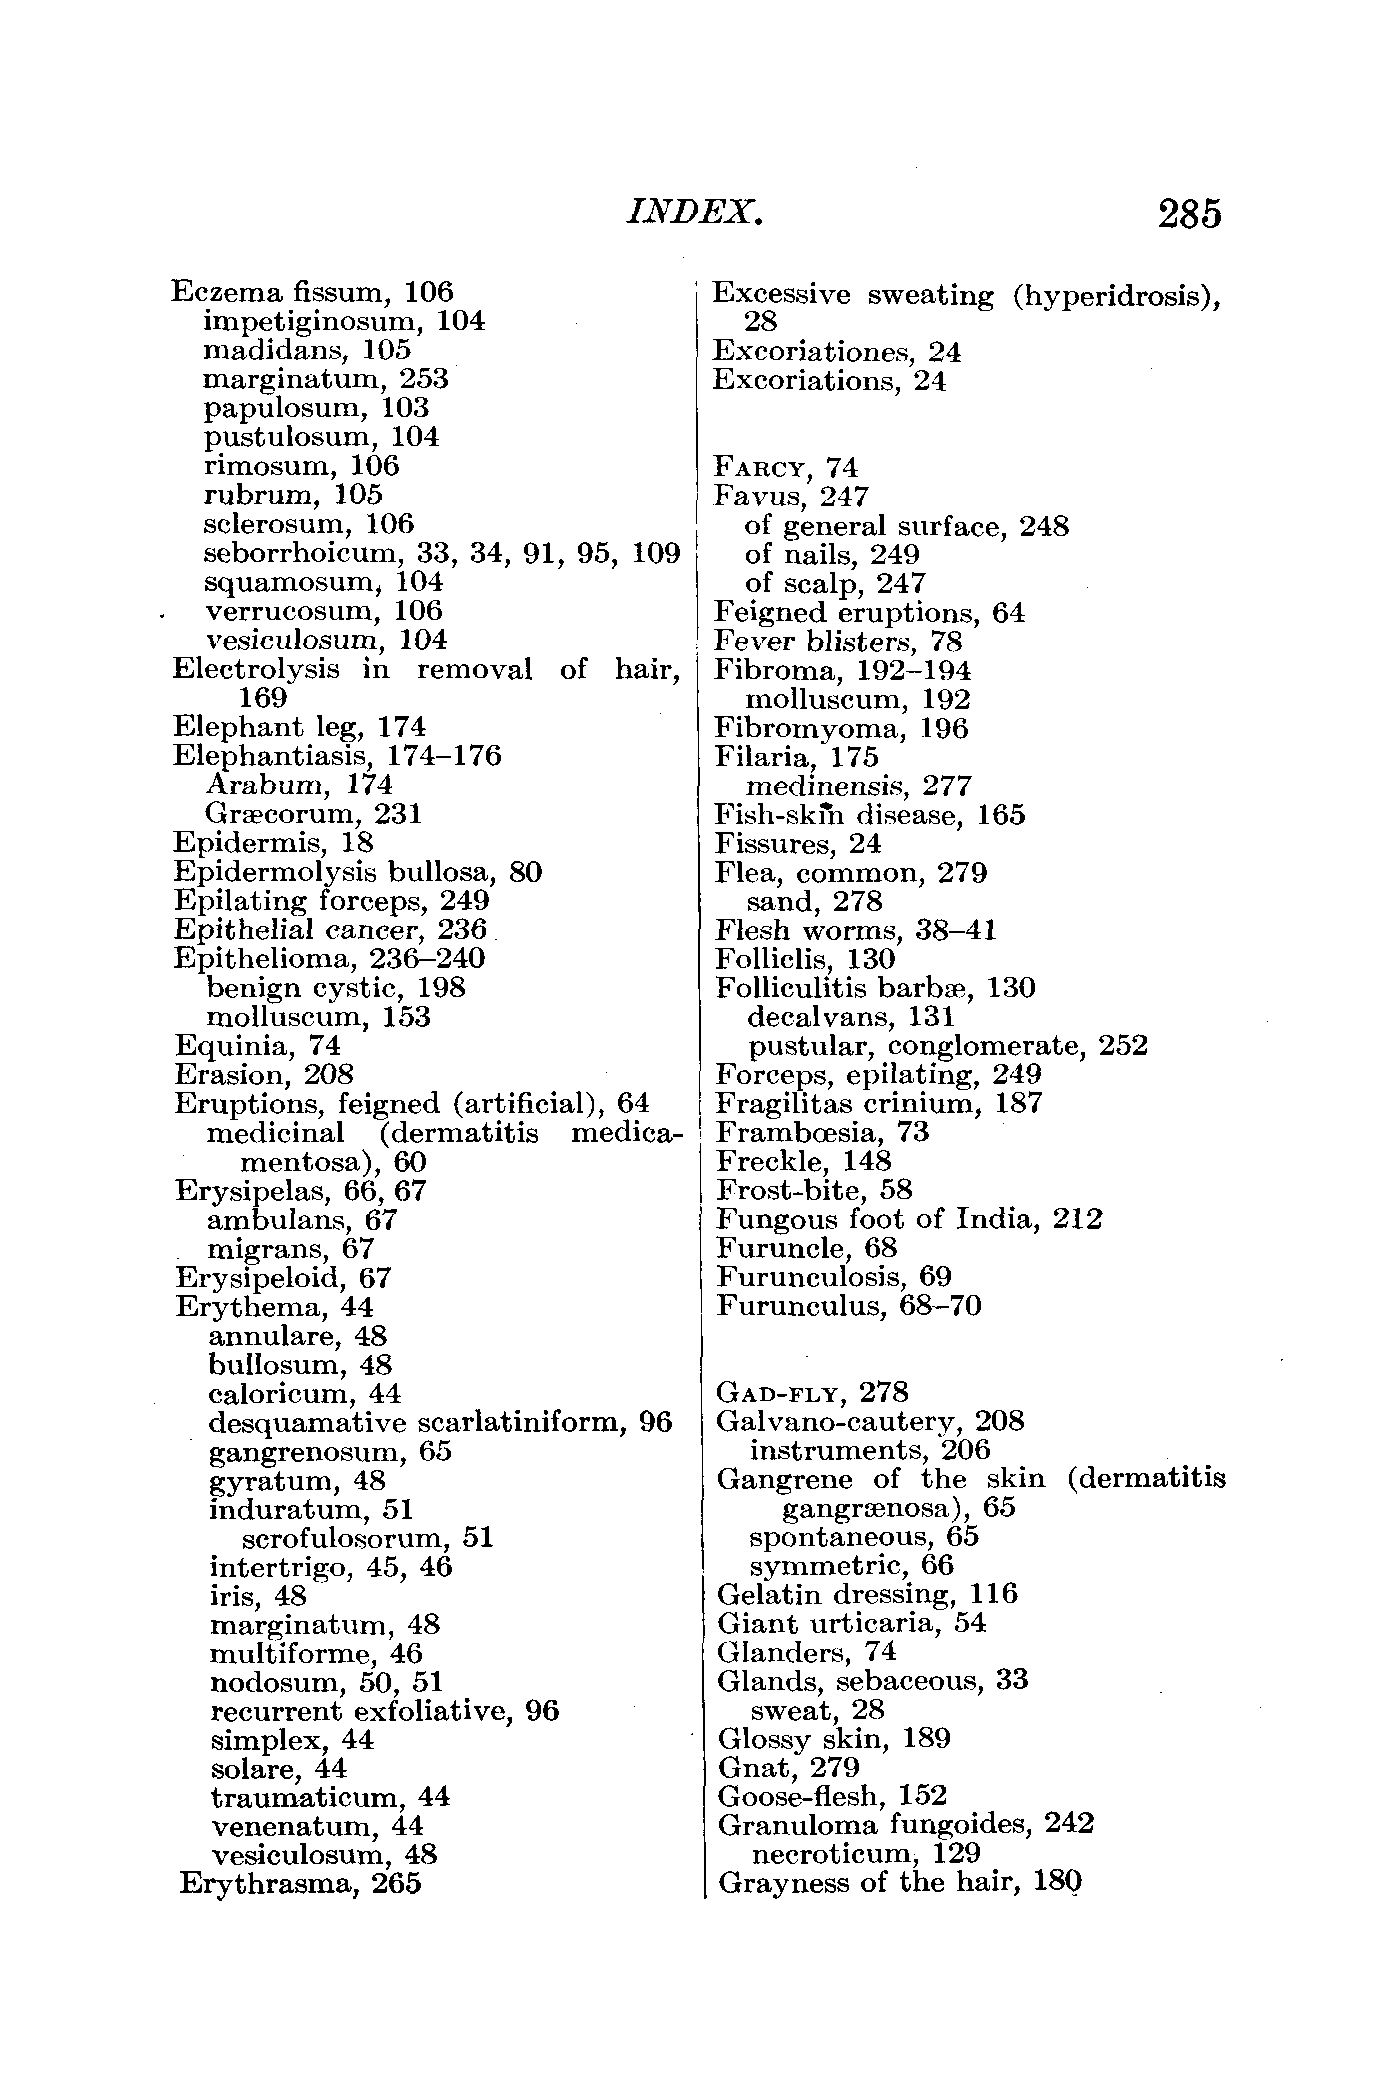 INDEX. 285
Eczema fissum, 106
impetiginosum, 104
madidans, 105
marginatum, 253
papulosum, 103
pustulosum, 104
rimosum, 106
rubrum, 105
sclerosum, 106
seborrhoicum, 33, 34, 91, 95, 109
squamosum, 104
verrucosum, 106
vesiculosum, 104
Electrolysis in removal of hair,
169
Elephant leg, 174
Elephantiasis, 174–176
Arabum, 174
Græcorum, 231
Epidermis, 18
Epidermolysis bullosa, 80
Epilating forceps, 249
Epithelial cancer, 236
Epithelioma, 236–240
benign cystic, 198
molluscum, 153
Equinia, 74
Erasion, 208
Eruptions, feigned (artificial), 64
medicinal (dermatitis medica-
mentosa), 60
Erysipelas, 66, 67
ambulans, 67
migrans, 67
Erysipeloid, 67
Erythema, 44
annulare, 48
bullosum, 48
caloricum, 44
desquamative scarlatiniform, 96
gangrenosum, 65
gyratum, 48
induratum, 51
scrofulosorum, 51
intertrigo, 45, 46
iris, 48
marginatum, 48
multiforme, 46
nodosum, 50, 51
recurrent exfoliative, 96
simplex, 44
solare, 44
traumaticum, 44
venenatum, 44
vesiculosum, 48
Erythrasma, 265
Excessive sweating (hyperidrosis),
28
Excoriationes, 24
Excoriations, 24
FARCY, 74
Favus, 247
of general surface, 248
of nails, 249
of scalp, 247
Feigned eruptions, 64
Fever blisters, 78
Fibroma, 192–194
molluscum, 192
Fibromyoma, 196
Filaria, 175
medinensis, 277
Fish-skin disease, 165
Fissures, 24
Flea, common, 279
sand, 278
Flesh worms, 38–41
Folliclis, 130
Folliculitis barbæ, 130
decalvans, 131
pustular, conglomerate, 252
Forceps, epilating, 249
Fragilitas crinium, 187
Frambœsia, 73
Freckle, 148
Frost-bite, 58
Fungous foot of India, 212
Furuncle, 68
Furunculosis, 69
Furunculus, 68–70
GAD-FLY, 278
Galvano-cautery, 208
instruments, 206
Gangrene of the skin (dermatitis
gangrænosa), 65
spontaneous, 65
symmetric, 66
Gelatin dressing, 116
Giant urticaria, 54
Glanders, 74
Glands, sebaceous, 33
sweat, 28
Glossy skin, 189
Gnat, 279
Goose-flesh, 152
Granuloma fungoides, 242
necroticum, 129
Grayness of the hair, 180